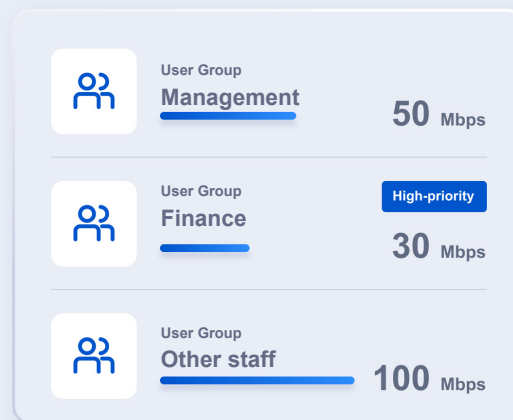 User Group
Management
50 Mbps
User Group
High-priority
Finance
30 Mbps
User Group
Other staff
100 Mbps